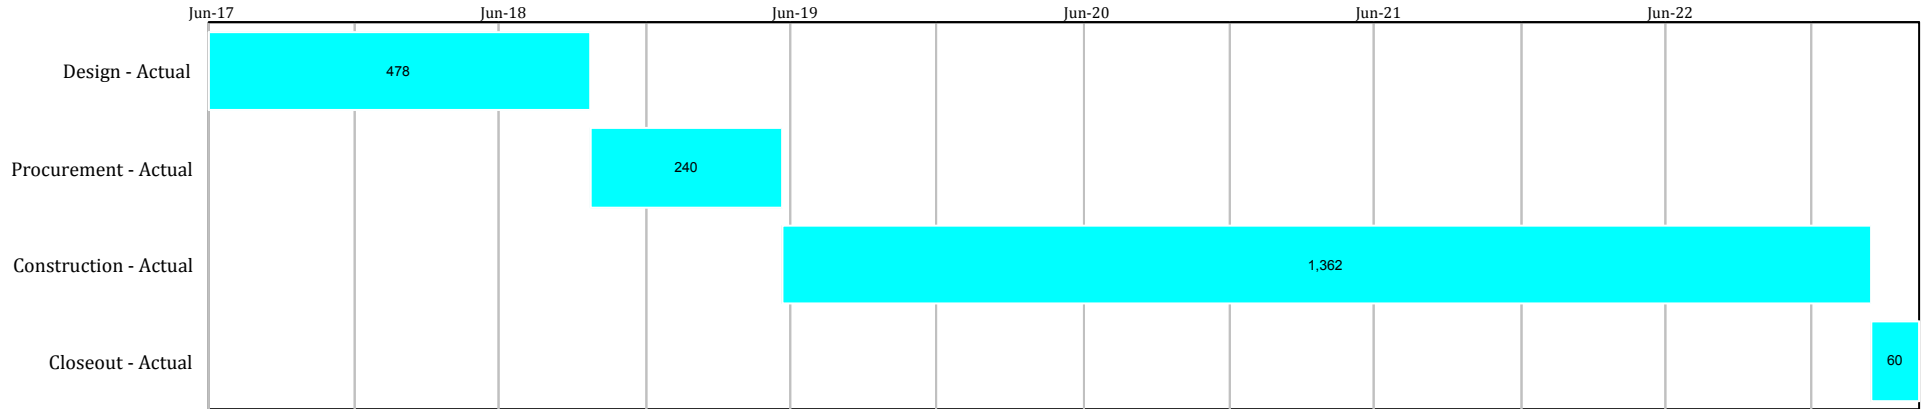 Jun-17 Jun-18 Jun-19 Jun-20 Jun-21 Jun-22
Design - Actual 478
Procurement - Actual 240
Construction - Actual 1,362
Closeout - Actual 60